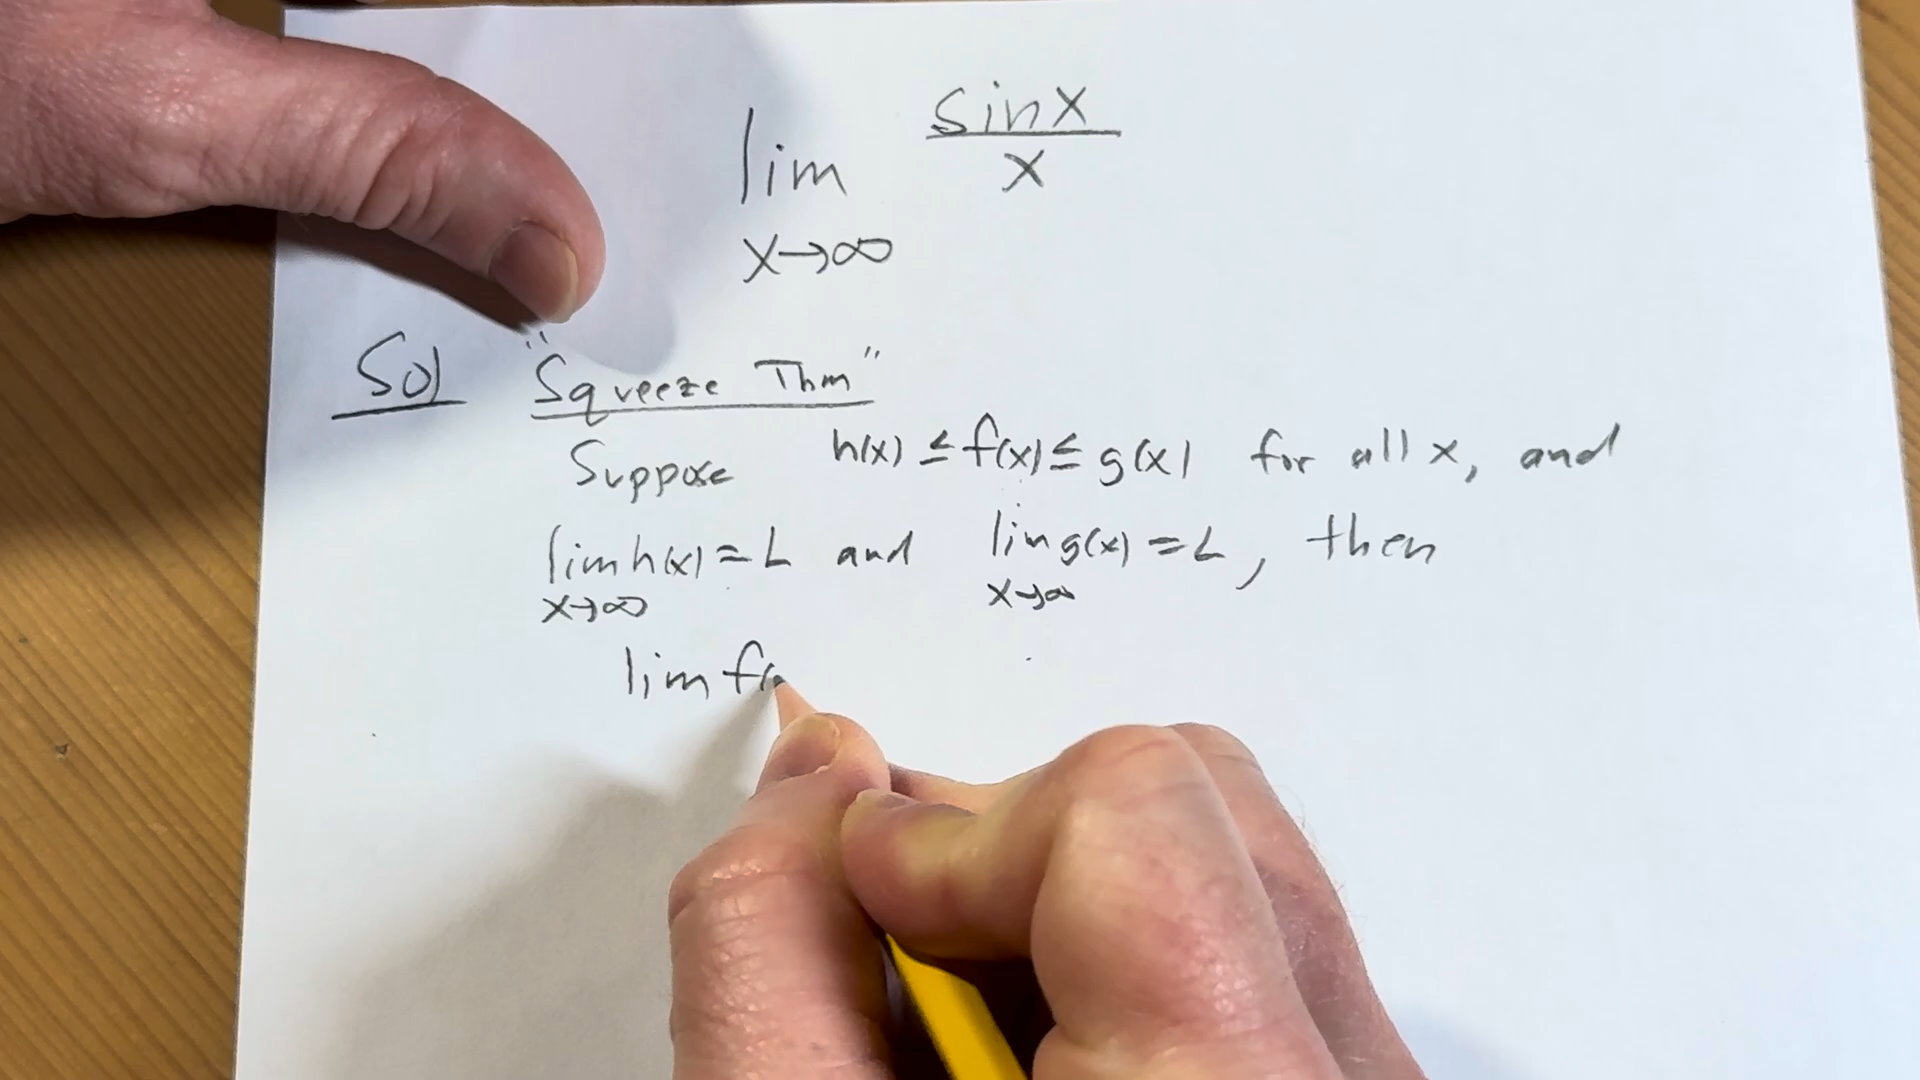 lim sinx/x
x→∞
Sol "Squeeze Thm"
Suppose h(x) ≤ f(x) ≤ g(x) for all x, and
lim h(x) = L and lim g(x) = L, then
x→∞ x→∞
lim f(